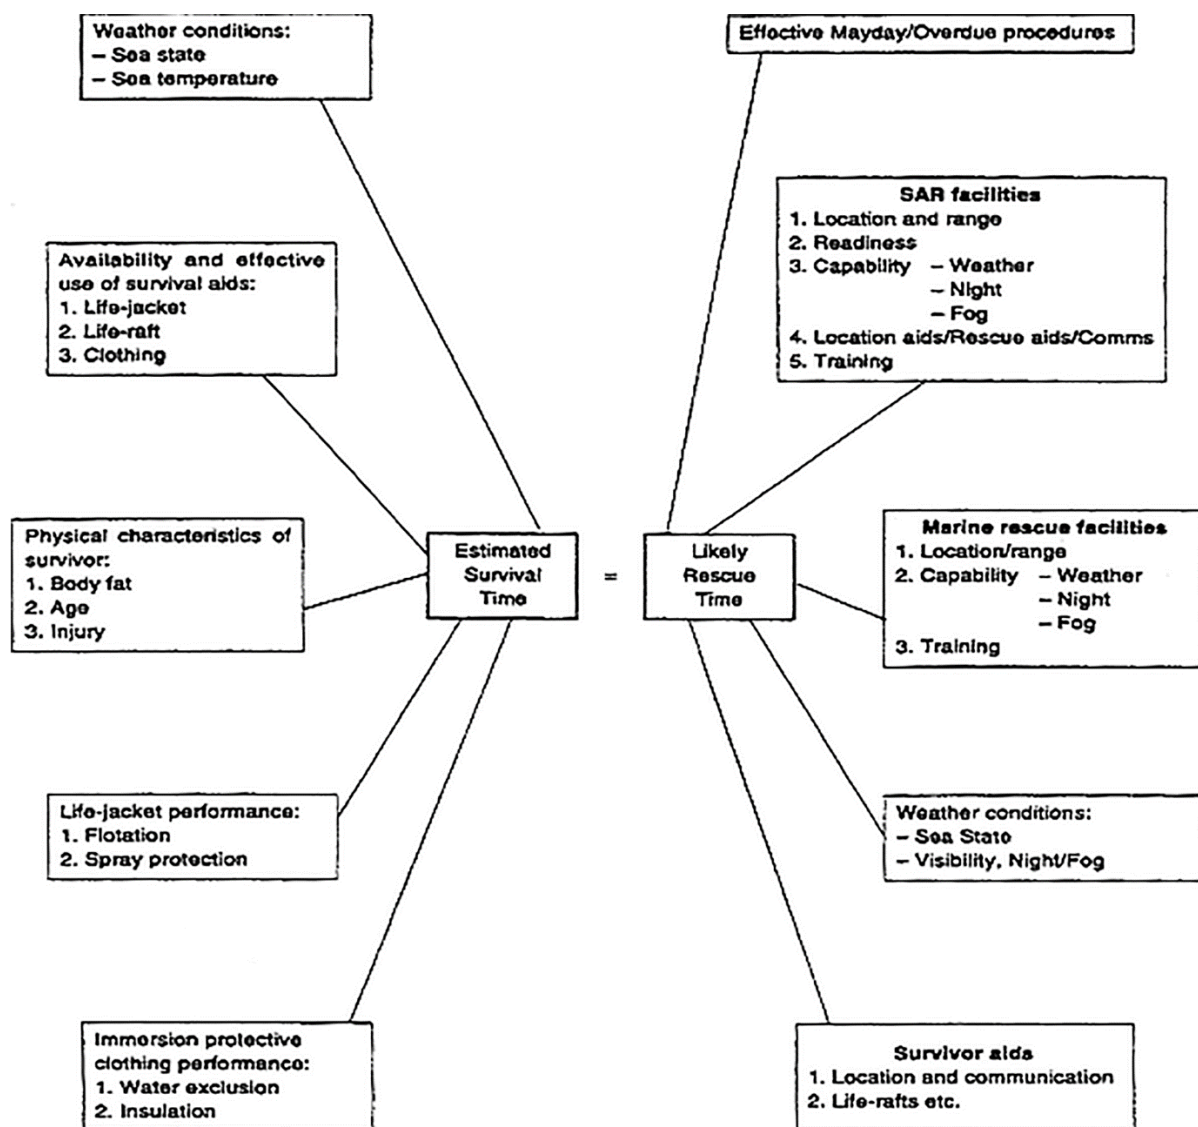 Weather conditions:
– Sea state
– Sea temperature
Effective Mayday/Overdue procedures
SAR facilities
1. Location and range
2. Readiness
3. Capability – Weather
– Night
– Fog
4. Location aids/Rescue aids/Comms
5. Training
Availability and effective
use of survival aids:
1. Life-jacket
2. Life-raft
3. Clothing
Physical characteristics of
survivor:
1. Body fat
2. Age
3. Injury
Estimated
Survival
Time
=
Likely
Rescue
Time
Marine rescue facilities
1. Location/range
2. Capability – Weather
– Night
– Fog
3. Training
Life-jacket performance:
1. Flotation
2. Spray protection
Weather conditions:
– Sea State
– Visibility, Night/Fog
Immersion protective
clothing performance:
1. Water exclusion
2. Insulation
Survivor aids
1. Location and communication
2. Life-rafts etc.